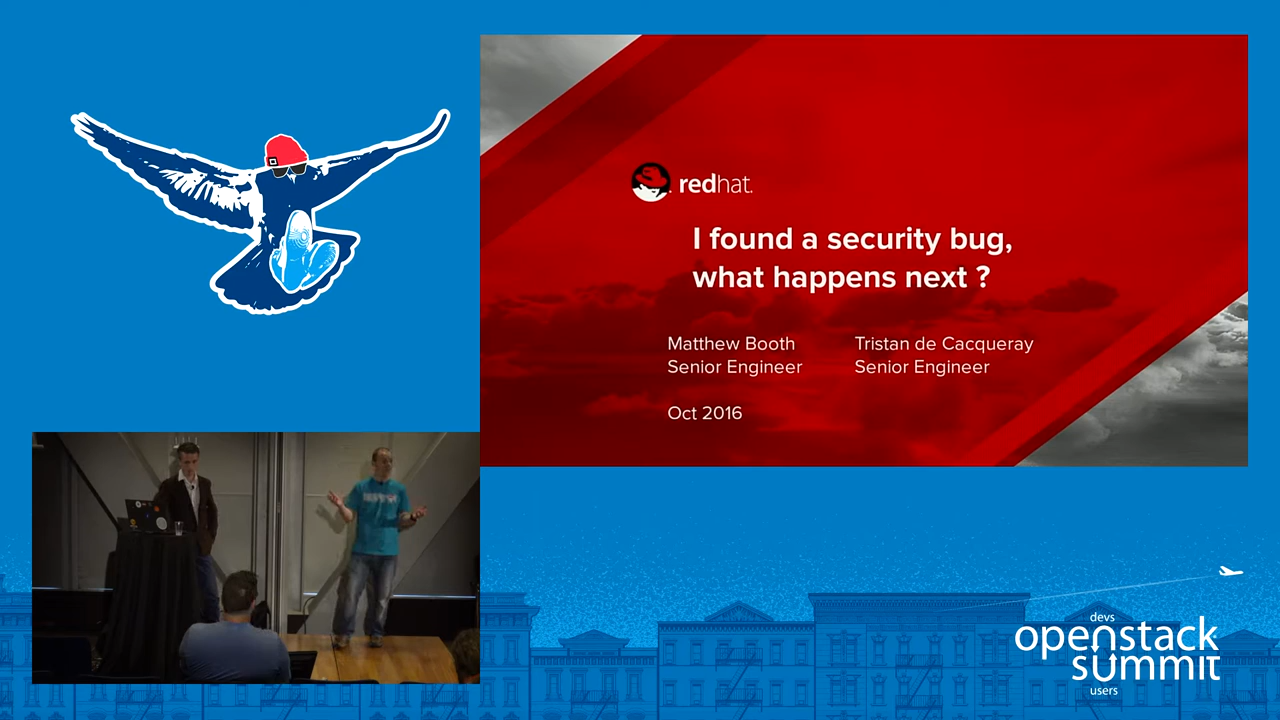 redhat.
I found a security bug,
what happens next ?
Matthew Booth
Senior Engineer
Tristan de Cacqueray
Senior Engineer
Oct 2016
devs
openstack
summit
users